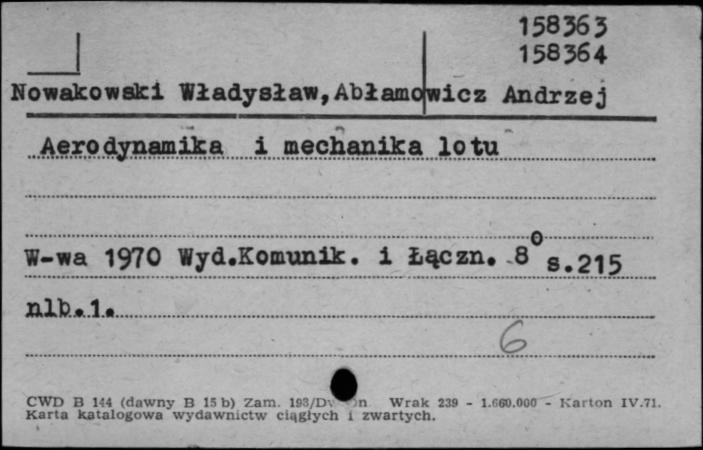 158363
158364
Nowakowski Władysław,Abłamowicz Andrzej
Aerodynamika i mechanika lotu
W-wa 1970 Wyd.Komunik. i Łączn. 8° s.215
nlb.1.
6
CWD B 144 (dawny B 15 b) Zam. 193/D Wrak 239 - 1.660.000 - Karton IV.71.
Karta katalogowa wydawnictw ciągłych i zwartych.